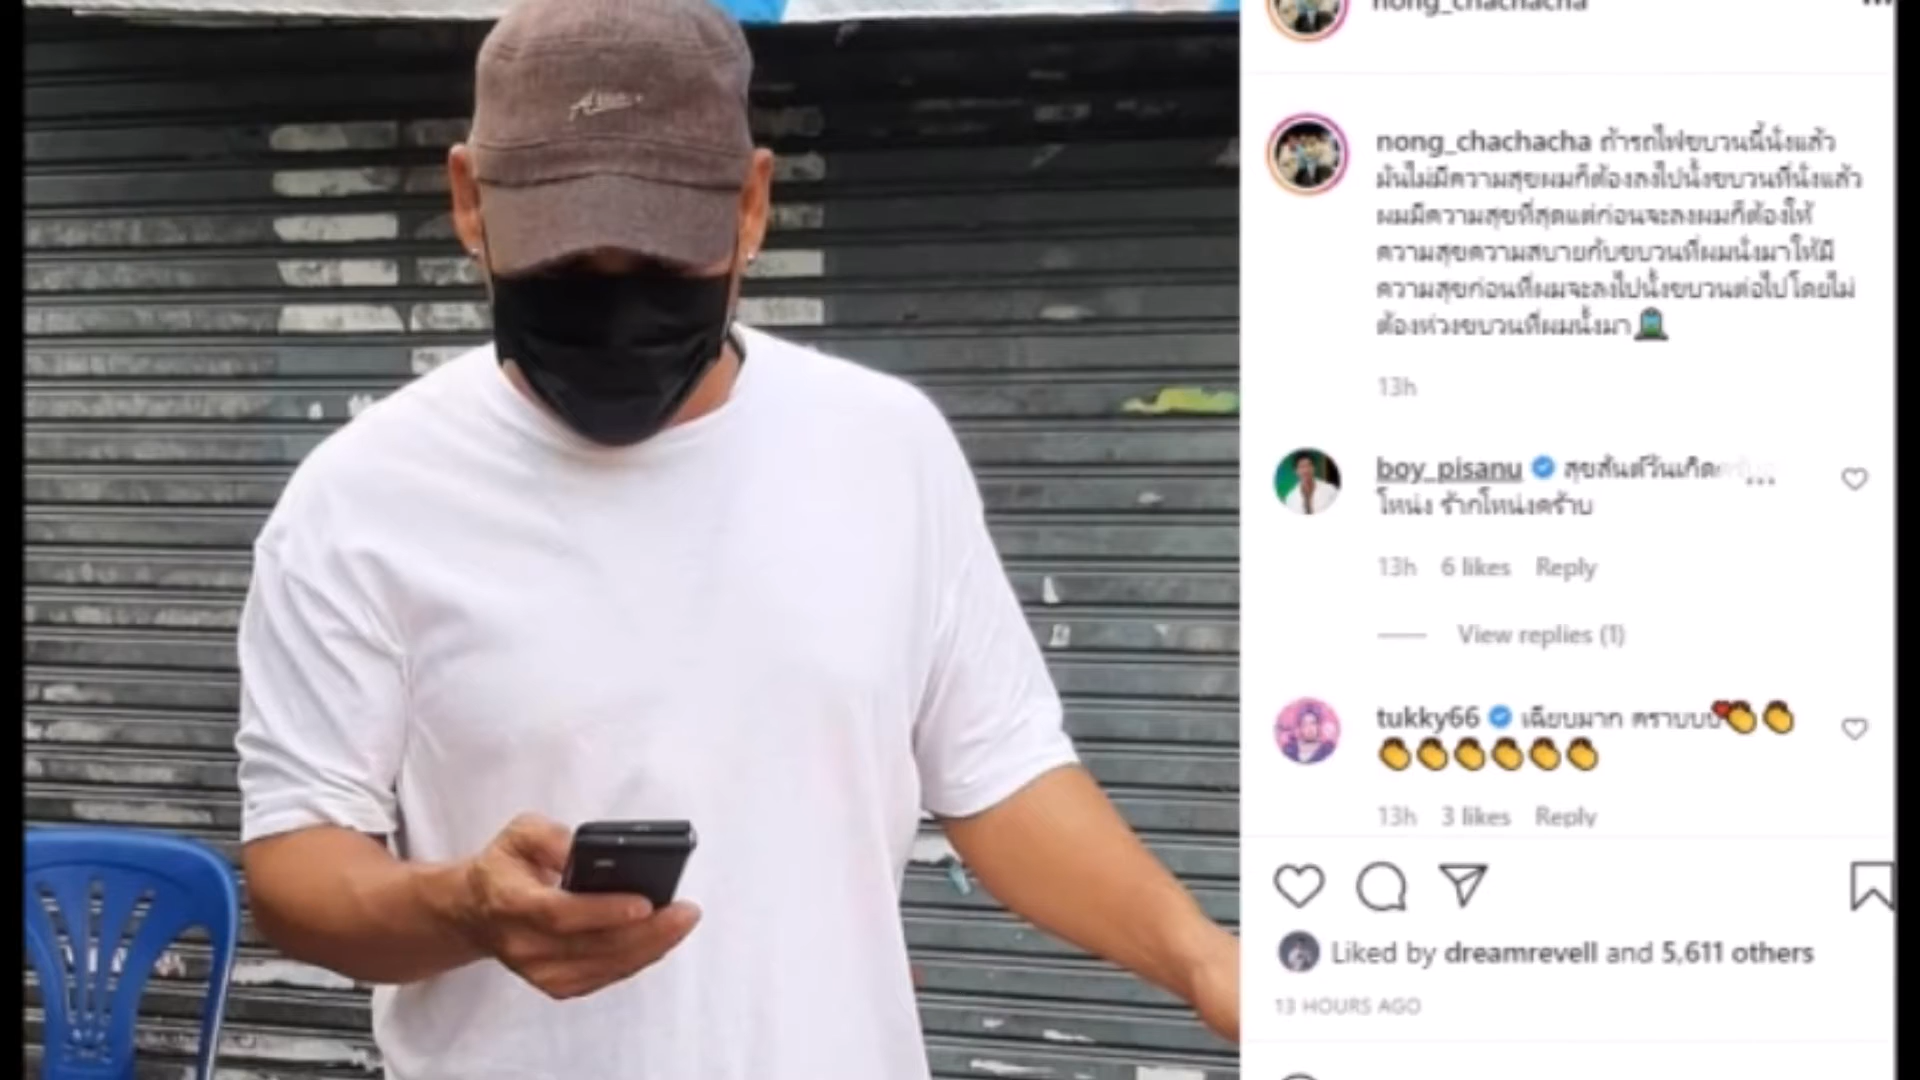 nong_chachacha
nong_chachacha ถ้ารถไฟขบวนนี้นั่งแล้ว
มันไม่มีความสุขผมก็ต้องลงไปนั่งขบวนที่นั่งแล้ว
ผมมีความสุขที่สุดแต่ก่อนจะลงผมก็ต้องให้
ความสุขความสบายกับขบวนที่ผมนั่งมาให้มี
ความสุขก่อนที่ผมจะลงไปนั่งขบวนต่อไปโดยไม่
ต้องห่วงขบวนที่ผมนั่งมา
13h
boy_pisanu สุขสันต์วันเกิด
โหน่ง ร๊ากโหน่งคร้าบ
13h 6 likes Reply
View replies (1)
tukky66 เฉียบมาก คราบบบ
13h 3 likes Reply
Liked by dreamrevell and 5,611 others
13 HOURS AGO